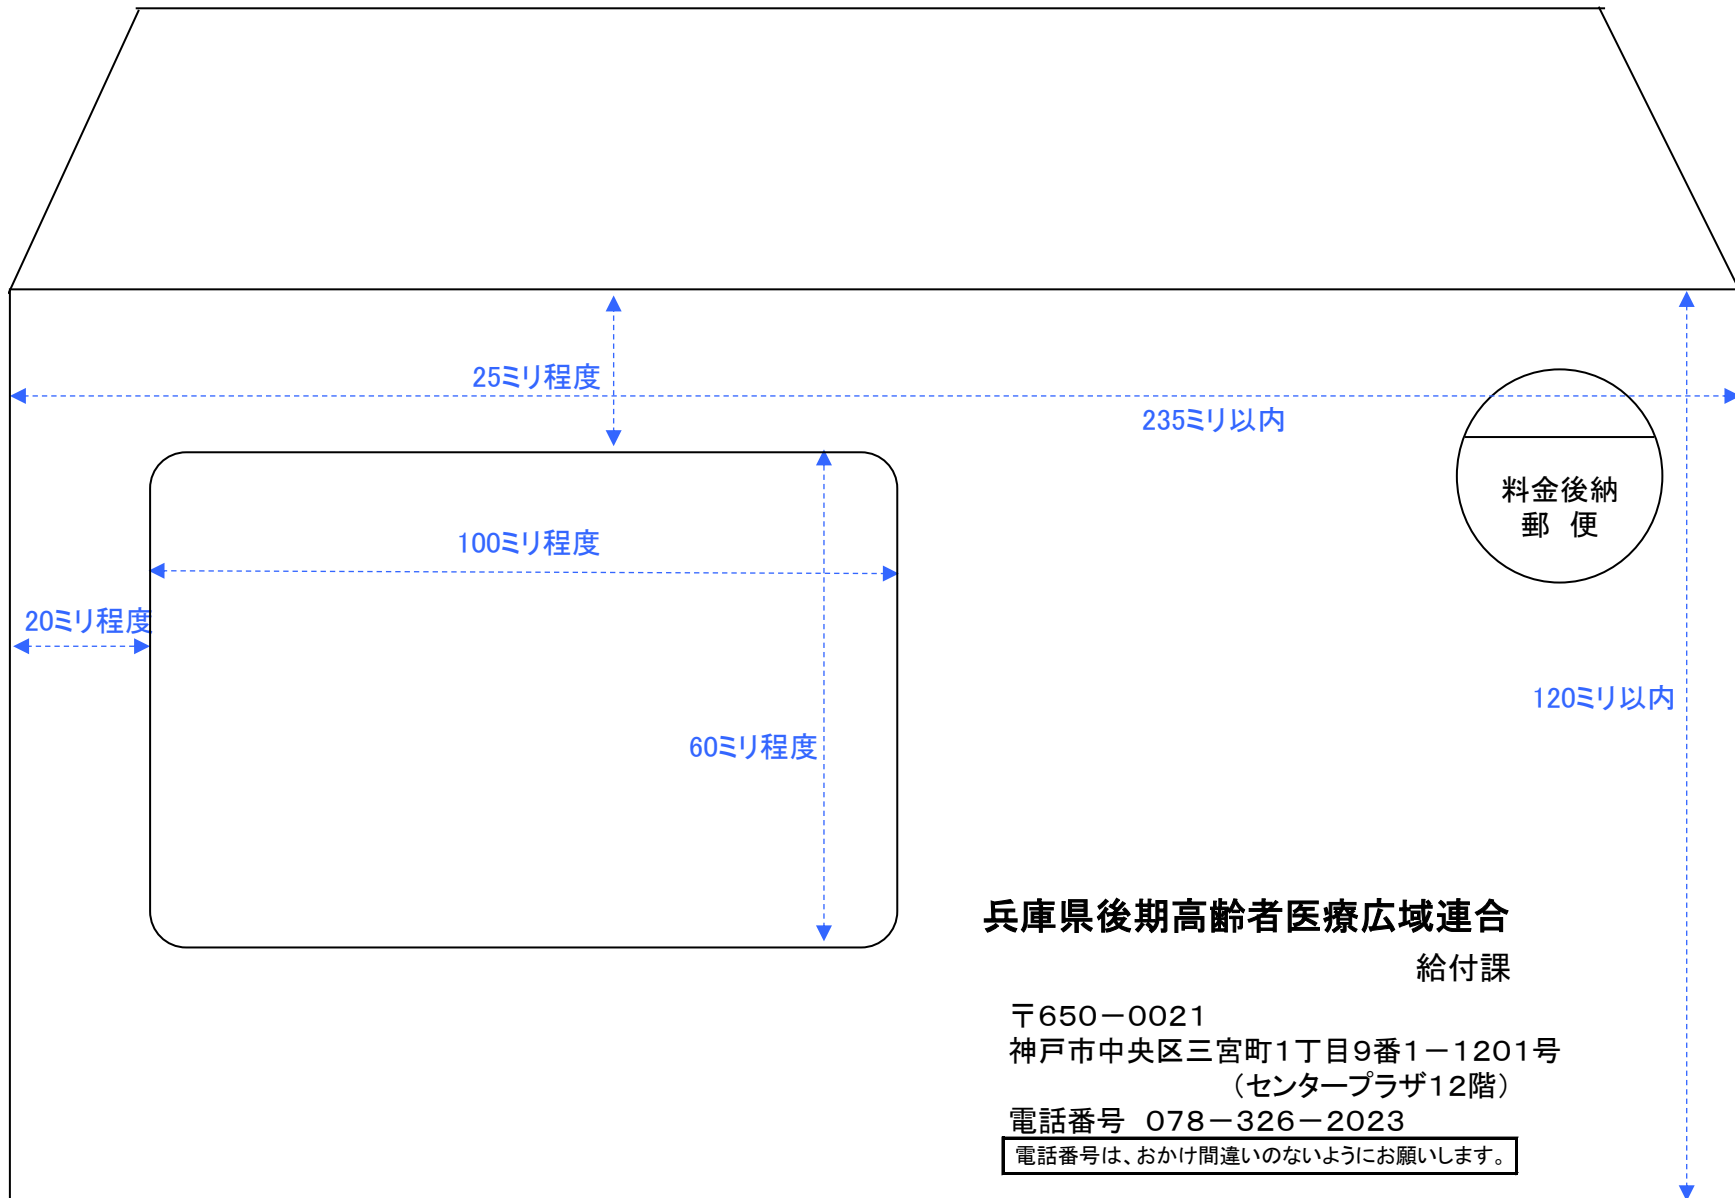 25ミリ程度
235ミリ以内
料金後納
郵 便
100ミリ程度
20ミリ程度
120ミリ以内
60ミリ程度
兵庫県後期高齢者医療広域連合
給付課
〒650-0021
神戸市中央区三宮町1丁目9番1-1201号
(センタープラザ12階)
電話番号 078-326-2023
電話番号は、おかけ間違いのないようにお願いします。